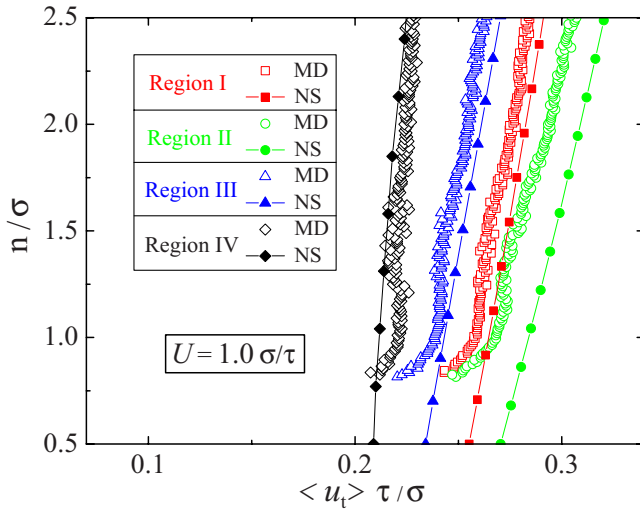 2.5
2.0
1.5
1.0
0.5
n/σ
Region I MD
NS
Region II MD
NS
Region III MD
NS
Region IV MD
NS
U = 1.0 σ/τ
0.1 0.2 0.3
< uₜ > τ/σ